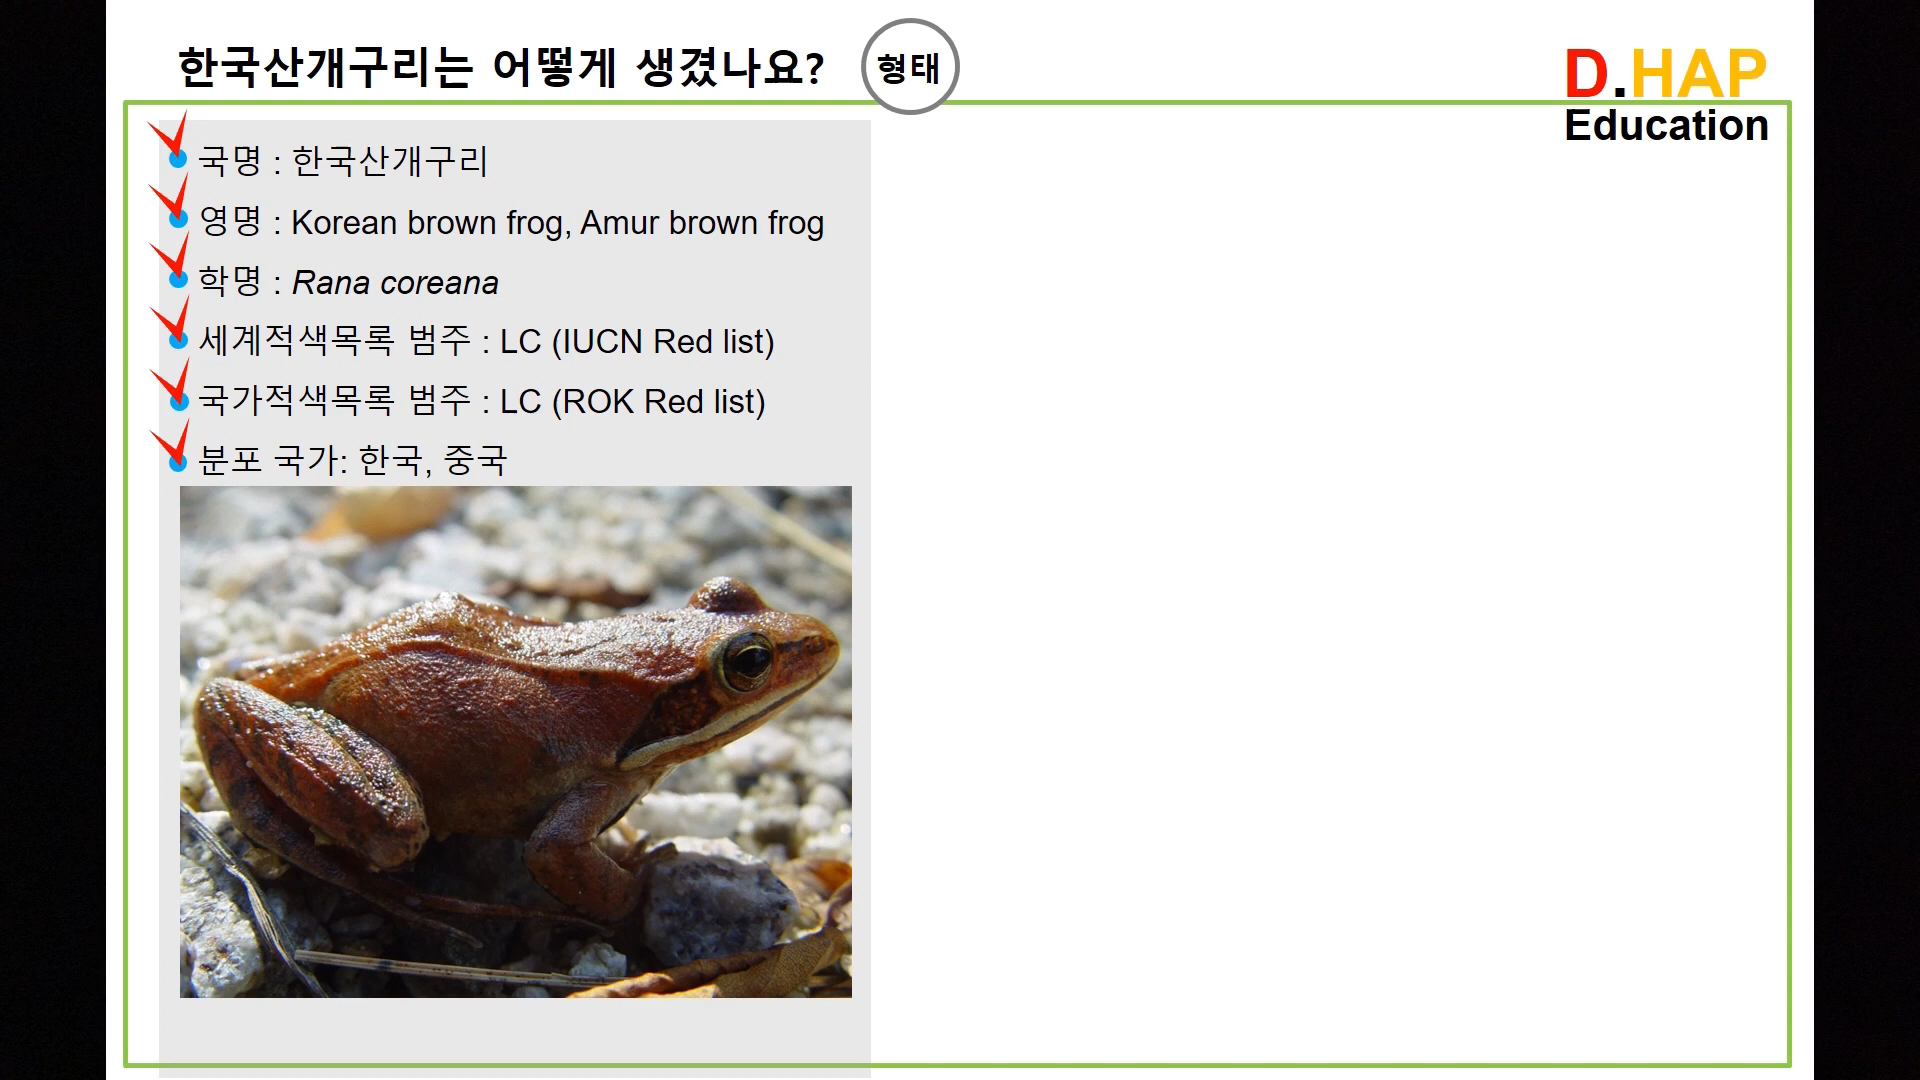 한국산개구리는 어떻게 생겼나요?
형태
D.HAP
Education
국명 : 한국산개구리
영명 : Korean brown frog, Amur brown frog
학명 : Rana coreana
세계적색목록 범주 : LC (IUCN Red list)
국가적색목록 범주 : LC (ROK Red list)
분포 국가: 한국, 중국